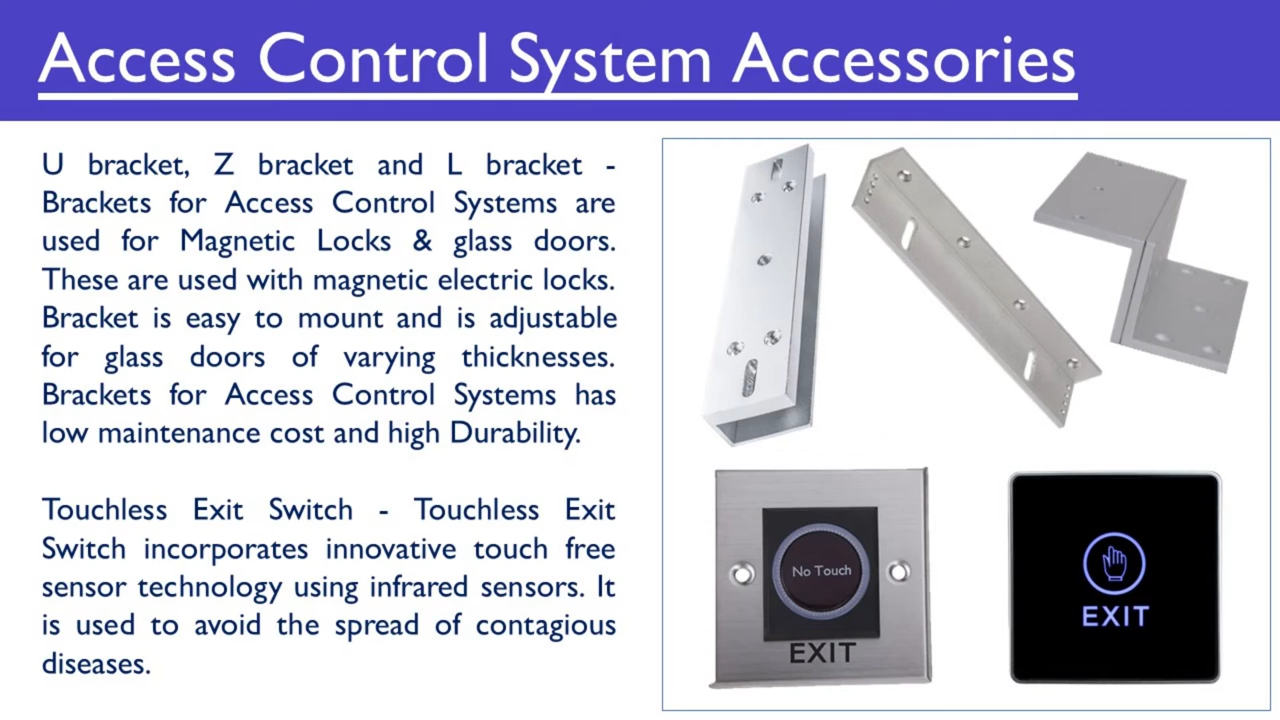 Access Control System Accessories
U bracket, Z bracket and L bracket -
Brackets for Access Control Systems are
used for Magnetic Locks & glass doors.
These are used with magnetic electric locks.
Bracket is easy to mount and is adjustable
for glass doors of varying thicknesses.
Brackets for Access Control Systems has
low maintenance cost and high Durability.
Touchless Exit Switch - Touchless Exit
Switch incorporates innovative touch free
sensor technology using infrared sensors. It
is used to avoid the spread of contagious
diseases.
No Touch
EXIT
EXIT